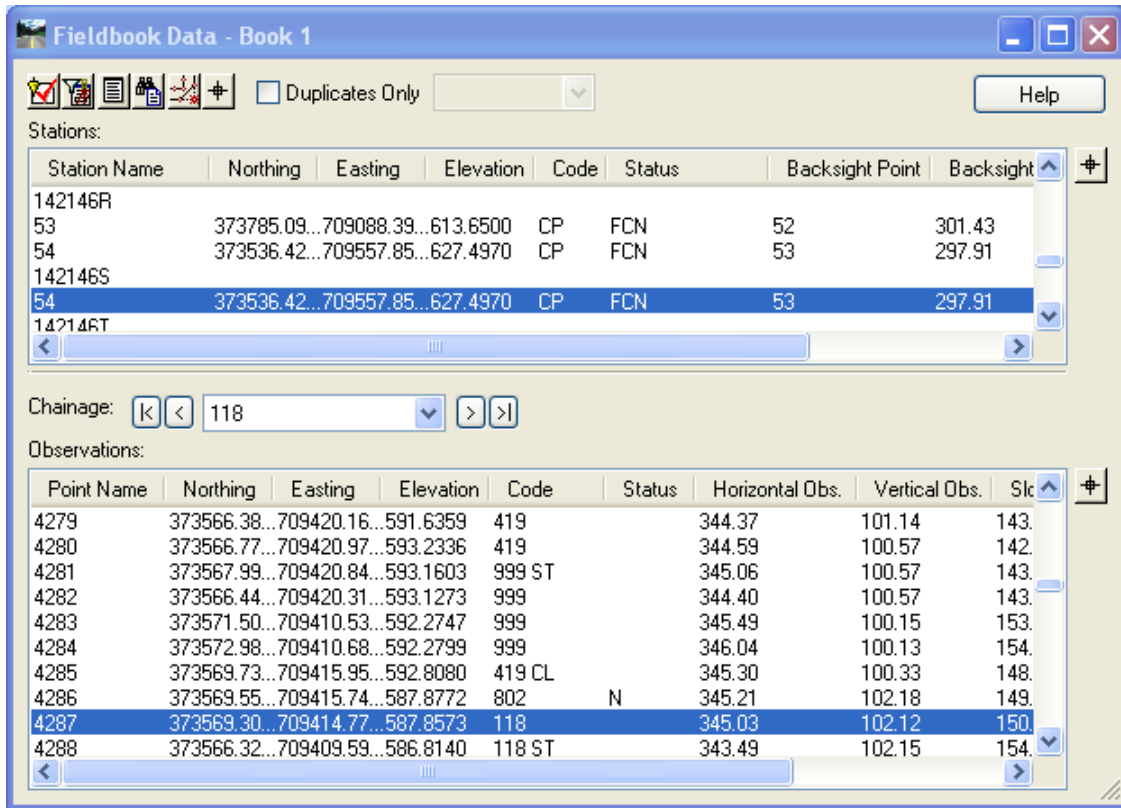 Fieldbook Data - Book 1
Duplicates Only
Help
Stations:
Station Name Northing Easting Elevation Code Status Backsight Point Backsight
142146R
53 373785.09...709088.39...613.6500 CP FCN 52 301.43
54 373536.42...709557.85...627.4970 CP FCN 53 297.91
142146S
54 373536.42...709557.85...627.4970 CP FCN 53 297.91
142146T
Chainage: 118
Observations:
Point Name Northing Easting Elevation Code Status Horizontal Obs. Vertical Obs. Slo
4279 373566.38...709420.16...591.6359 419 344.37 101.14 143.
4280 373566.77...709420.97...593.2336 419 344.59 100.57 142.
4281 373567.99...709420.84...593.1603 999 ST 345.06 100.57 143.
4282 373566.44...709420.31...593.1273 999 344.40 100.57 143.
4283 373571.50...709410.53...592.2747 999 345.49 100.15 153.
4284 373572.98...709410.68...592.2799 999 346.04 100.13 154.
4285 373569.73...709415.95...592.8080 419 CL 345.30 100.33 148.
4286 373569.55...709415.74...587.8772 802 N 345.21 102.18 149.
4287 373569.30...709414.77...587.8573 118 345.03 102.12 150.
4288 373566.32...709409.59...586.8140 118 ST 343.49 102.15 154.